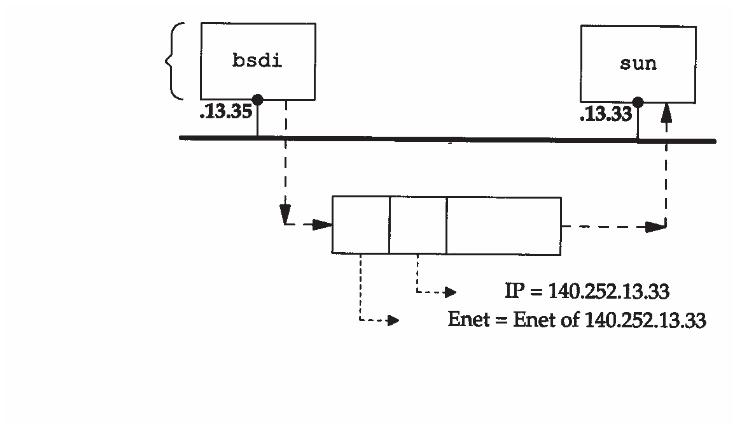 bsdi
sun
.13.35
.13.33
IP = 140.252.13.33
Enet = Enet of 140.252.13.33